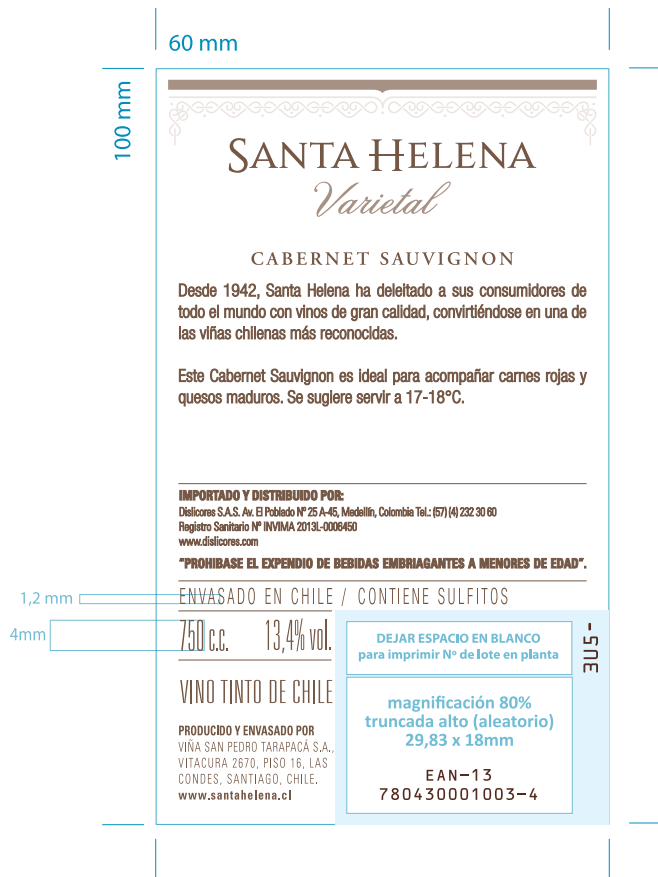 60 mm
100 mm
SANTA HELENA
Varietal
CABERNET SAUVIGNON
Desde 1942, Santa Helena ha deleitado a sus consumidores de
todo el mundo con vinos de gran calidad, convirtiéndose en una de
las viñas chilenas más reconocidas.
Este Cabernet Sauvignon es ideal para acompañar carnes rojas y
quesos maduros. Se sugiere servir a 17-18°C.
IMPORTADO Y DISTRIBUIDO POR:
Dislicores S.A.S. Av. El Poblado Nº 25 A-45, Medellín, Colombia Tel.: (57) (4) 232 30 60
Registro Sanitario Nº INVIMA 2013L-0006450
www.dislicores.com
"PROHIBASE EL EXPENDIO DE BEBIDAS EMBRIAGANTES A MENORES DE EDAD".
1,2 mm
ENVASADO EN CHILE / CONTIENE SULFITOS
4mm
750 c.c. 13,4% vol.
VINO TINTO DE CHILE
PRODUCIDO Y ENVASADO POR
VIÑA SAN PEDRO TARAPACÁ S.A.,
VITACURA 2670, PISO 16, LAS
CONDES, SANTIAGO, CHILE.
www.santahelena.cl
DEJAR ESPACIO EN BLANCO
para imprimir Nº de lote en planta
3U5-
magnificación 80%
truncada alto (aleatorio)
29,83 x 18mm
EAN-13
780430001003-4